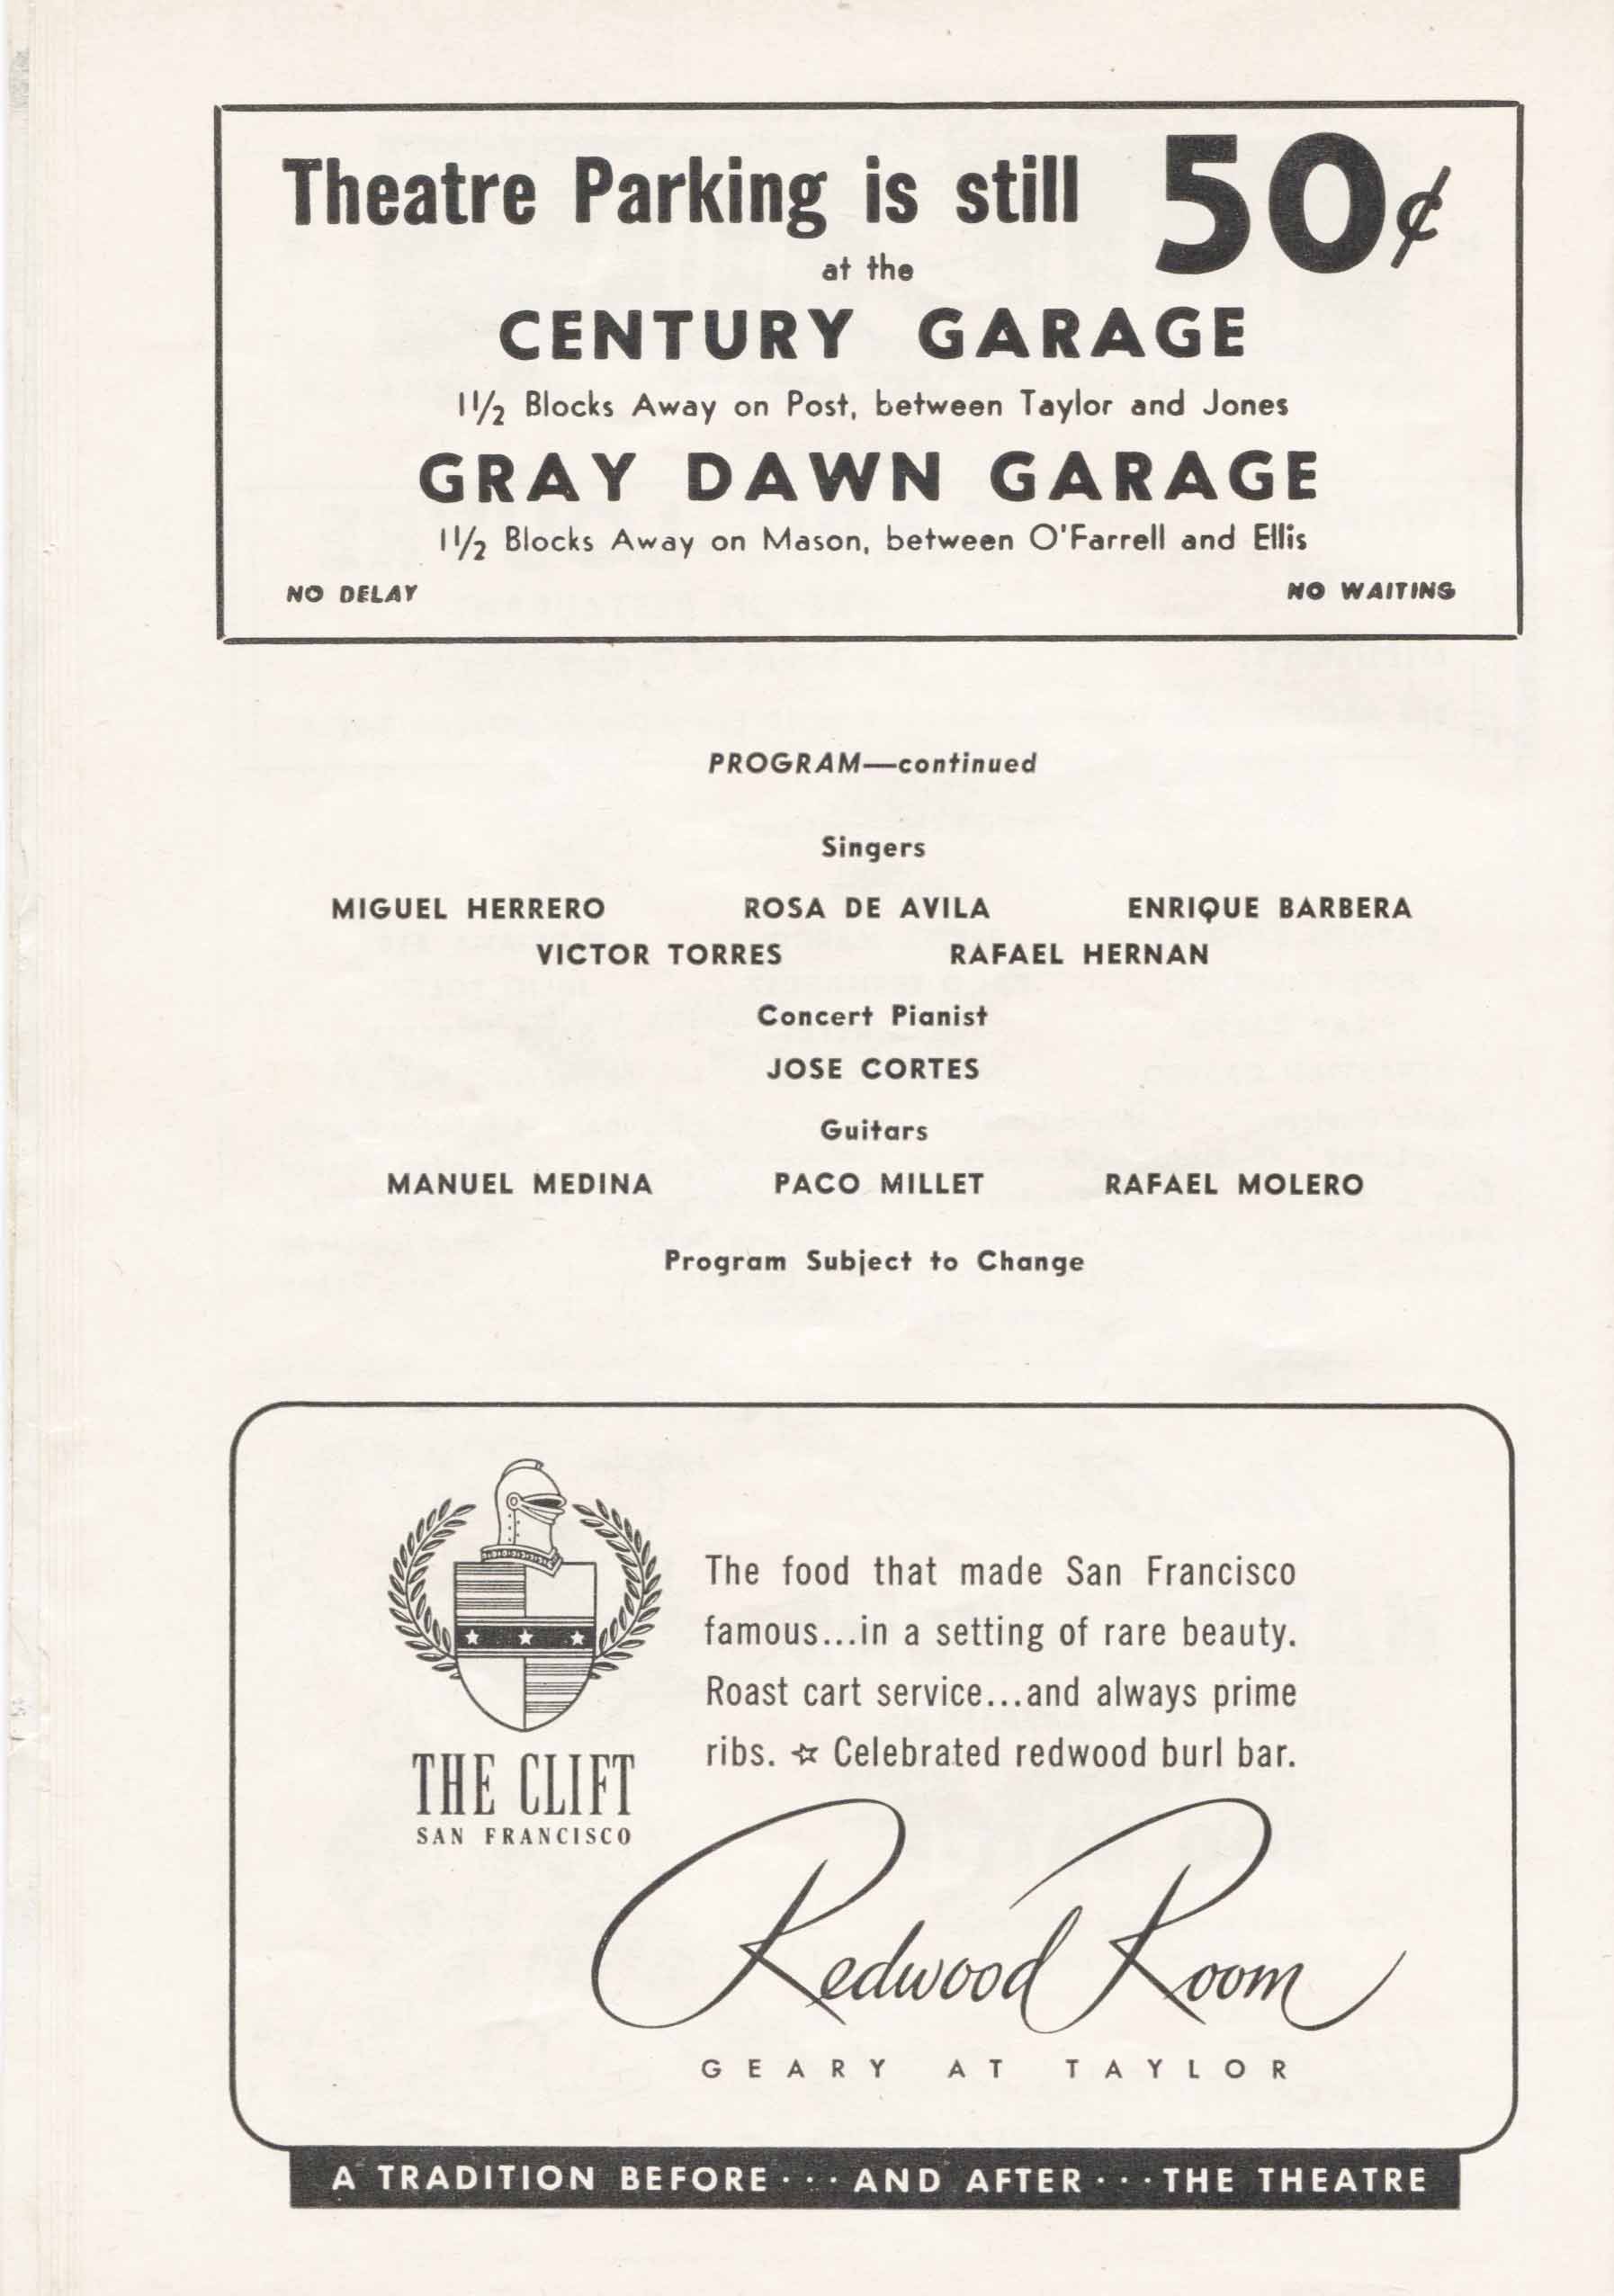 Theatre Parking is still 50¢
at the
CENTURY GARAGE
1 1/2 Blocks Away on Post, between Taylor and Jones
GRAY DAWN GARAGE
1 1/2 Blocks Away on Mason, between O'Farrell and Ellis
NO DELAY NO WAITING
PROGRAM—continued
Singers
MIGUEL HERRERO ROSA DE AVILA ENRIQUE BARBERA
VICTOR TORRES RAFAEL HERNAN
Concert Pianist
JOSE CORTES
Guitars
MANUEL MEDINA PACO MILLET RAFAEL MOLERO
Program Subject to Change
The food that made San Francisco
famous...in a setting of rare beauty.
Roast cart service...and always prime
ribs. ☆ Celebrated redwood burl bar.
THE CLIFT
SAN FRANCISCO
Redwood Room
GEARY AT TAYLOR
A TRADITION BEFORE...AND AFTER...THE THEATRE